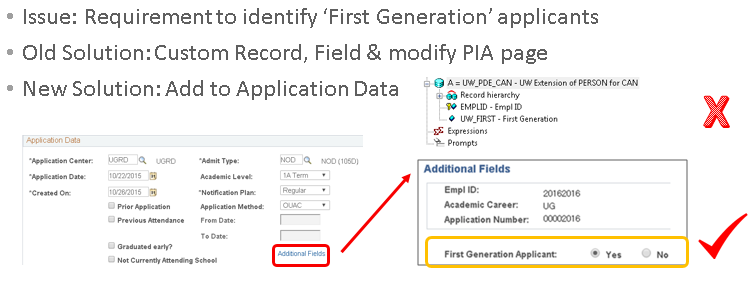 • Issue: Requirement to identify ‘First Generation’ applicants
• Old Solution: Custom Record, Field & modify PIA page
• New Solution: Add to Application Data
A = UW_PDE_CAN - UW Extension of PERSON for CAN
Record hierarchy
EMPLID - Empl ID
UW_FIRST - First Generation
Expressions
Prompts
X
Application Data
*Application Center: UGRD UGRD *Admit Type: NOD NOD (105D)
*Application Date: 10/22/2015 Academic Level: 1A Term
*Created On: 10/26/2015 *Notification Plan: Regular
Prior Application Application Method: OUAC
Previous Attendance From Date:
To Date:
Graduated early? Additional Fields
Not Currently Attending School
Additional Fields
Empl ID: 20162016
Academic Career: UG
Application Number: 00002016
First Generation Applicant: Yes No